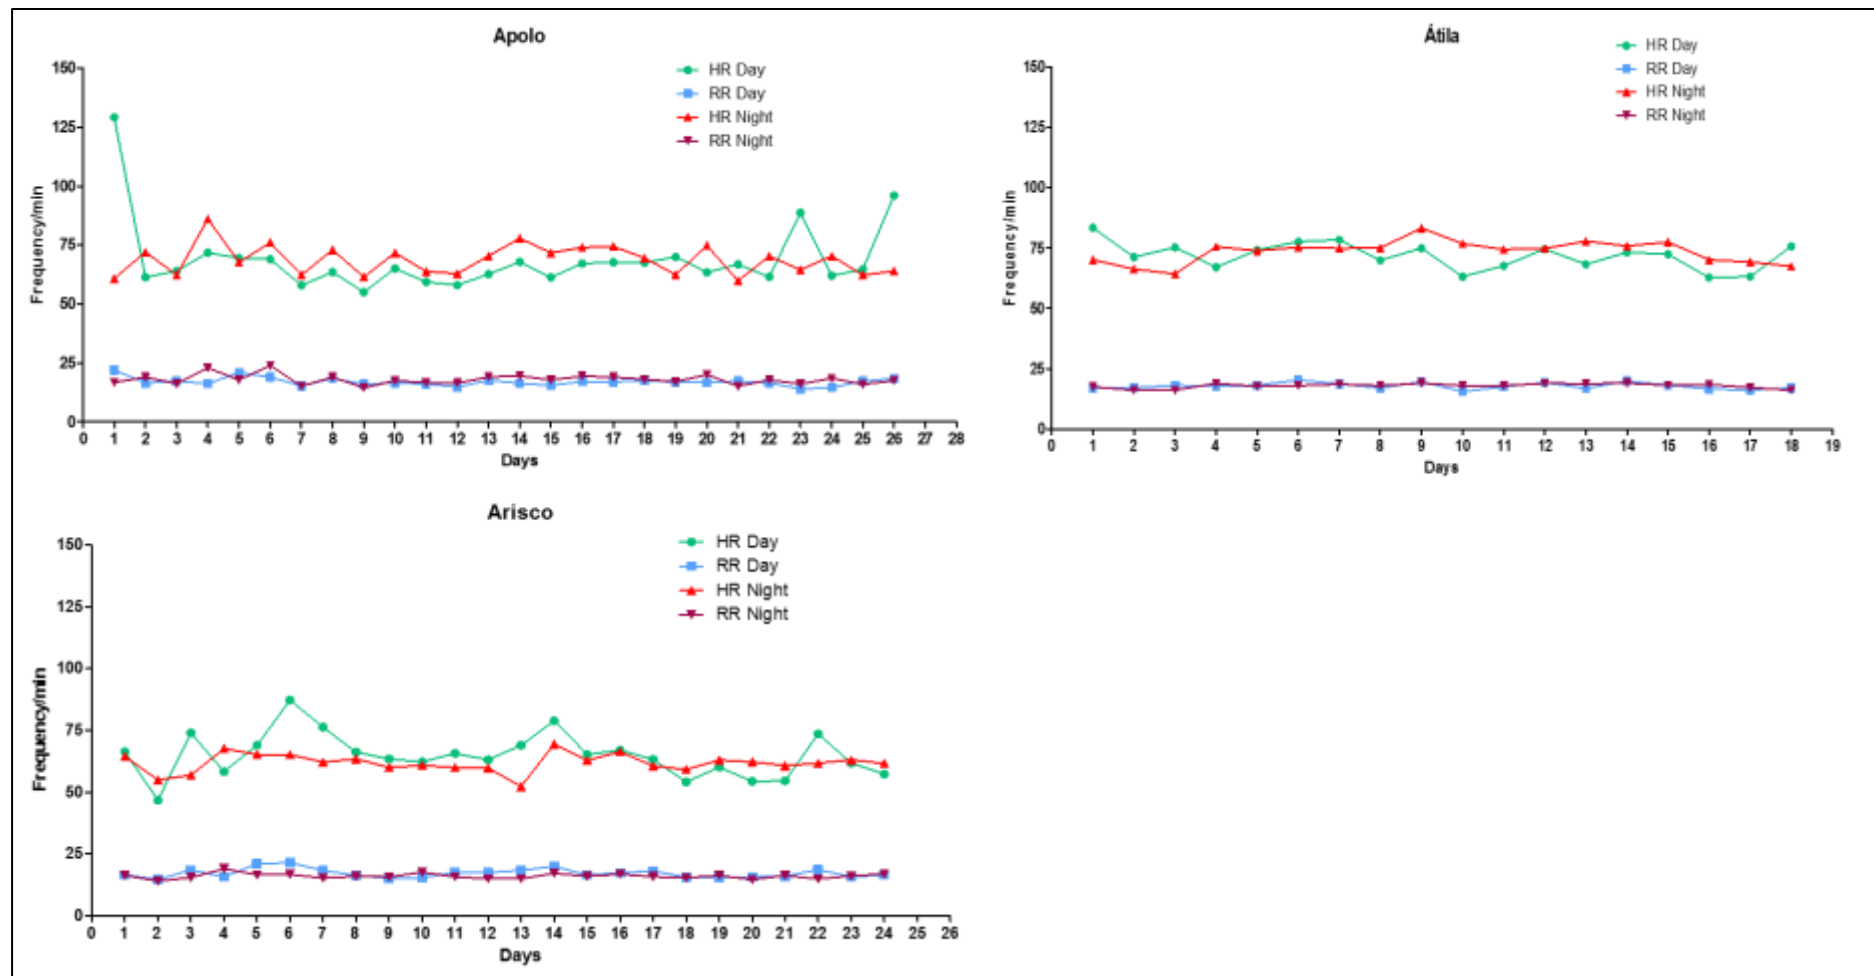 Apolo
HR Day
RR Day
HR Night
RR Night
Frequency/min
150
125
100
75
50
25
0
0 1 2 3 4 5 6 7 8 9 10 11 12 13 14 15 16 17 18 19 20 21 22 23 24 25 26 27 28
Days
Átila
HR Day
RR Day
HR Night
RR Night
Frequency/min
150
125
100
75
50
25
0
0 1 2 3 4 5 6 7 8 9 10 11 12 13 14 15 16 17 18 19
Days
Arisco
HR Day
RR Day
HR Night
RR Night
Frequency/min
150
125
100
75
50
25
0
0 1 2 3 4 5 6 7 8 9 10 11 12 13 14 15 16 17 18 19 20 21 22 23 24 25 26
Days